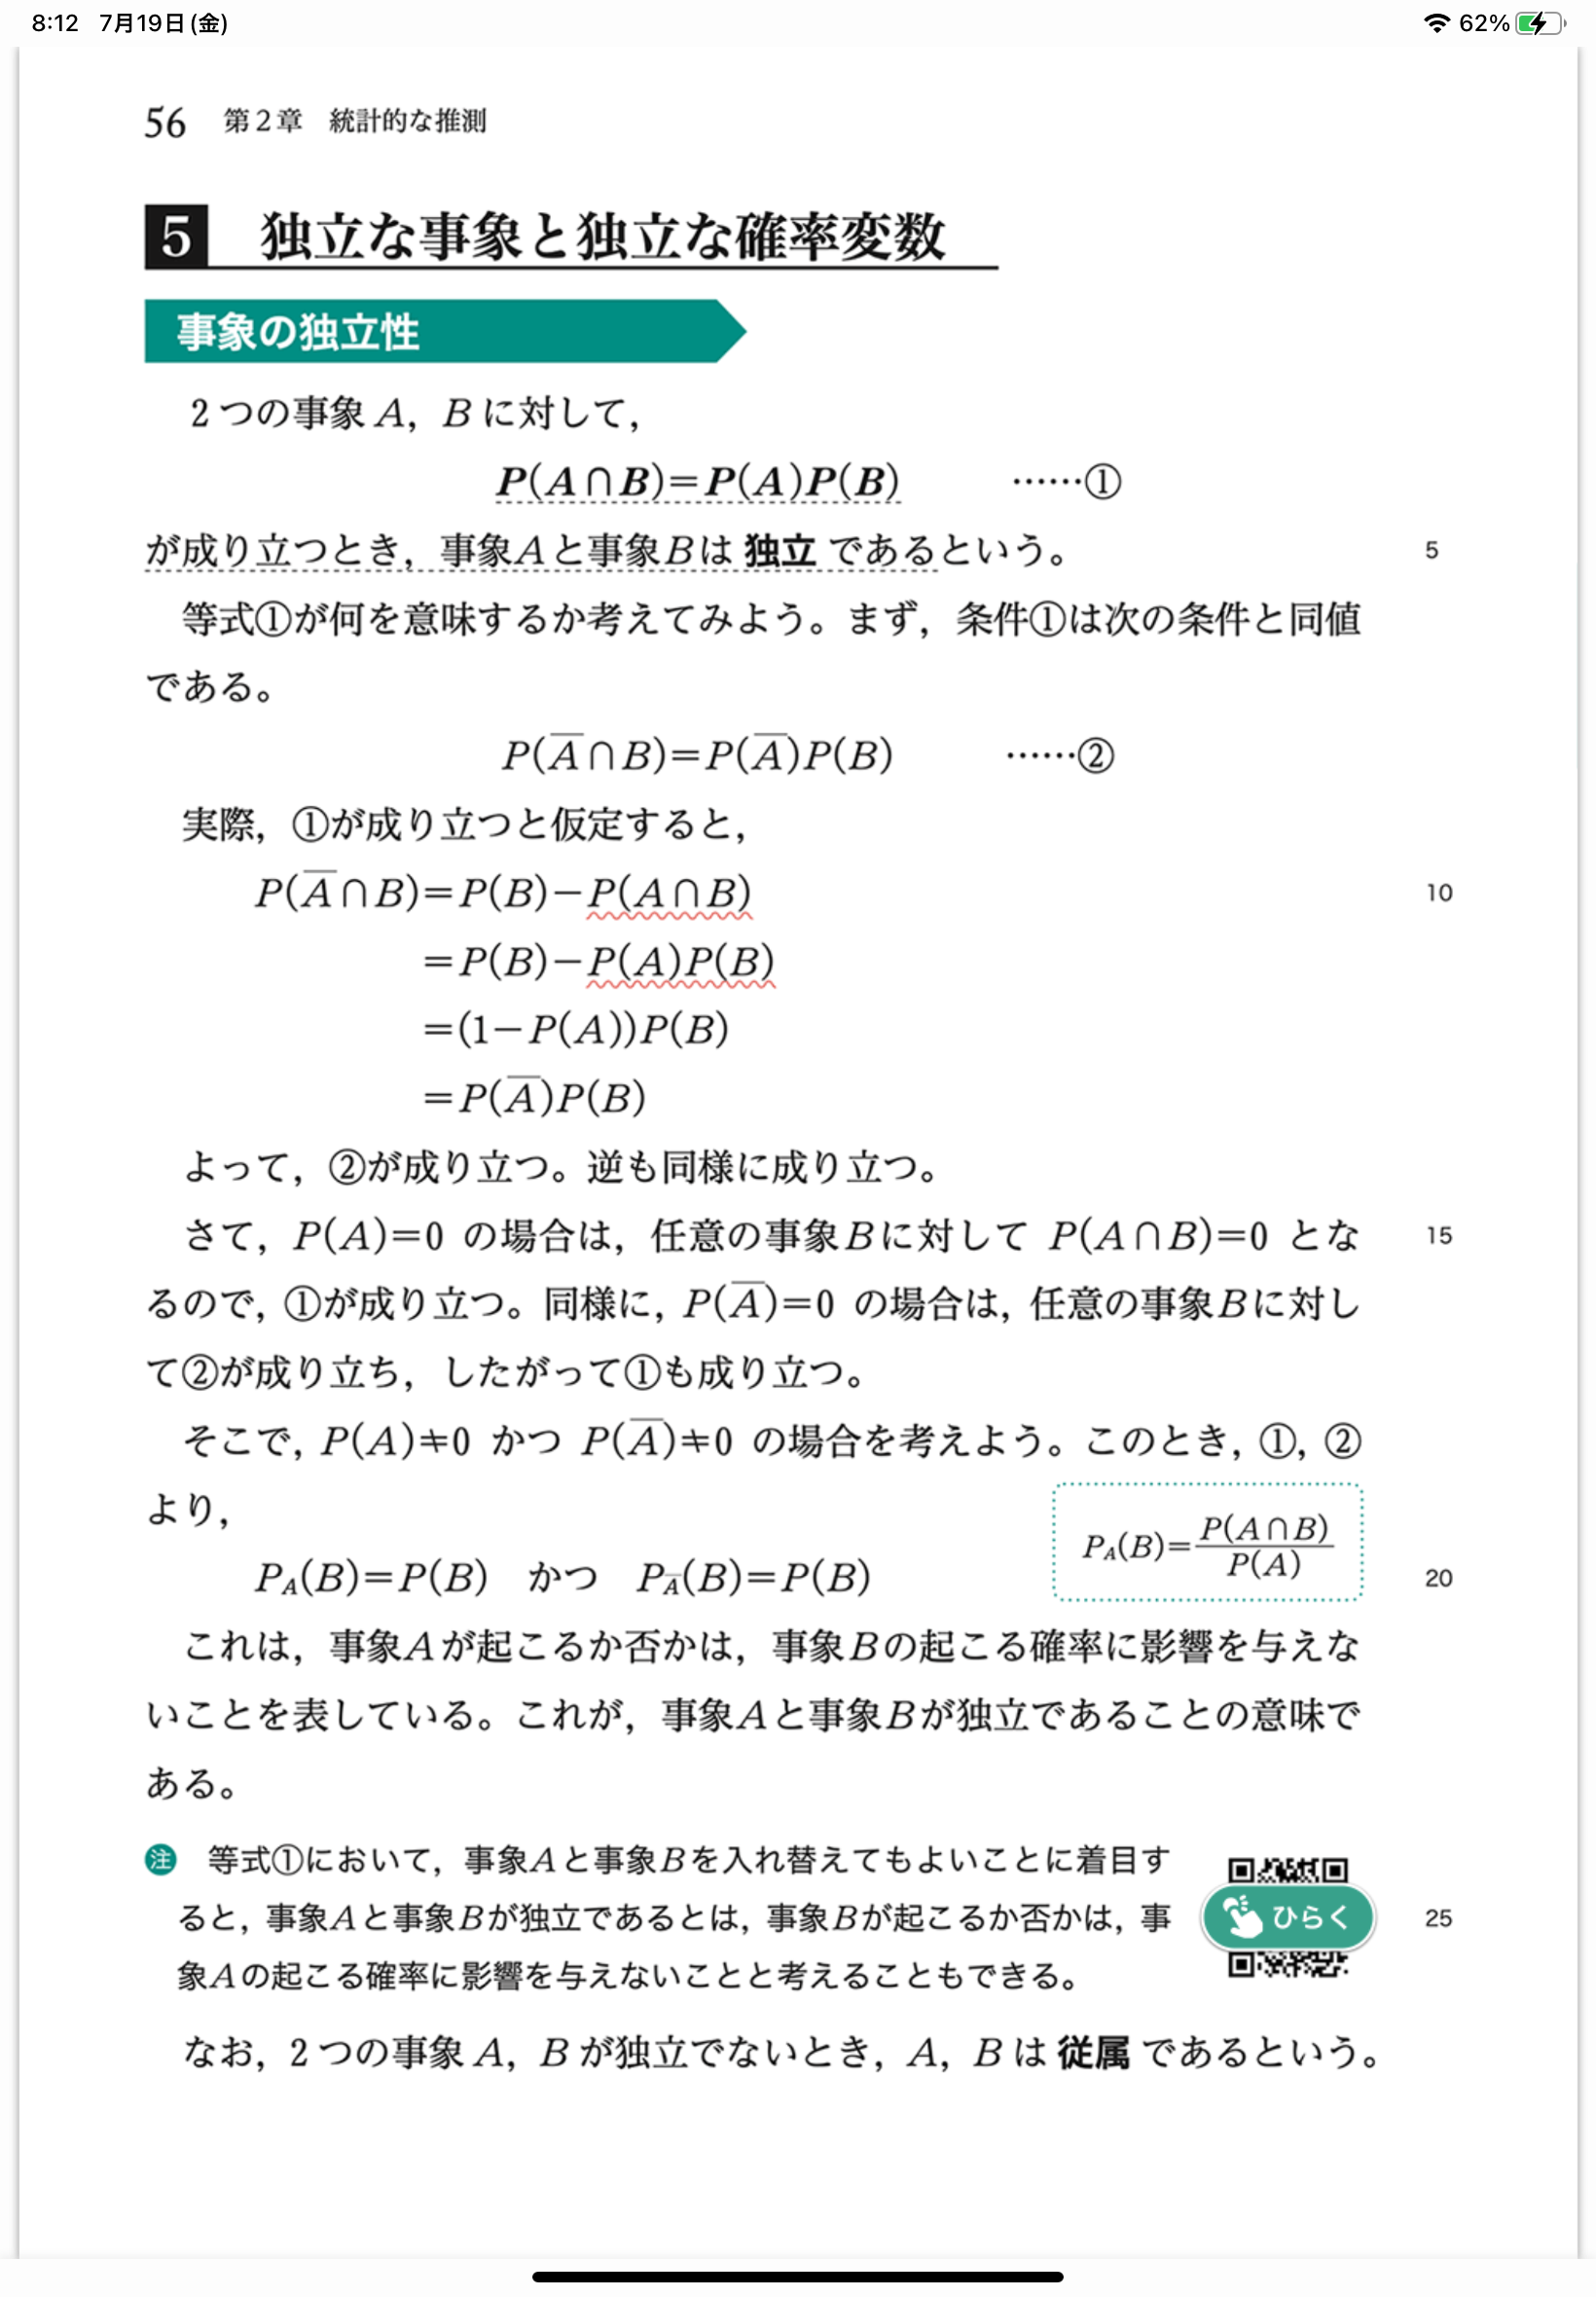 8:12 7月19日(金)
62%
56 第2章 統計的な推測
5 独立な事象と独立な確率変数
事象の独立性
2つの事象 A, B に対して,
P(A∩B)=P(A)P(B) ……①
が成り立つとき, 事象Aと事象Bは 独立 であるという。 5
等式①が何を意味するか考えてみよう。まず, 条件①は次の条件と同値
である。
P(A̅∩B)=P(A̅)P(B) ……②
実際, ①が成り立つと仮定すると,
P(A̅∩B)=P(B)−P(A∩B) 10
=P(B)−P(A)P(B)
=(1−P(A))P(B)
=P(A̅)P(B)
よって, ②が成り立つ。逆も同様に成り立つ。
さて, P(A)=0 の場合は, 任意の事象Bに対して P(A∩B)=0 とな 15
るので, ①が成り立つ。同様に, P(A̅)=0 の場合は, 任意の事象Bに対し
て②が成り立ち, したがって①も成り立つ。
そこで, P(A)≠0 かつ P(A̅)≠0 の場合を考えよう。このとき, ①, ②
より,
P_A(B)=P(A∩B)/P(A)
P_A(B)=P(B) かつ P_A̅(B)=P(B) 20
これは, 事象Aが起こるか否かは, 事象Bの起こる確率に影響を与えな
いことを表している。これが, 事象Aと事象Bが独立であることの意味で
ある。
注 等式①において, 事象Aと事象Bを入れ替えてもよいことに着目す
ると, 事象Aと事象Bが独立であるとは, 事象Bが起こるか否かは, 事 25
象Aの起こる確率に影響を与えないことと考えることもできる。
ひらく
なお, 2つの事象 A, B が独立でないとき, A, B は 従属 であるという。